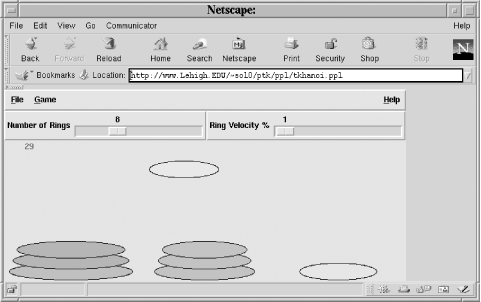 Netscape:
File Edit View Go Communicator Help
Back Forward Reload Home Search Netscape Print Security Shop Stop N
Bookmarks Location: http://www.Lehigh.EDU/~sol0/ptk/ppl/tkhanoi.ppl
File Game Help
Number of Rings 8 Ring Velocity % 1
29